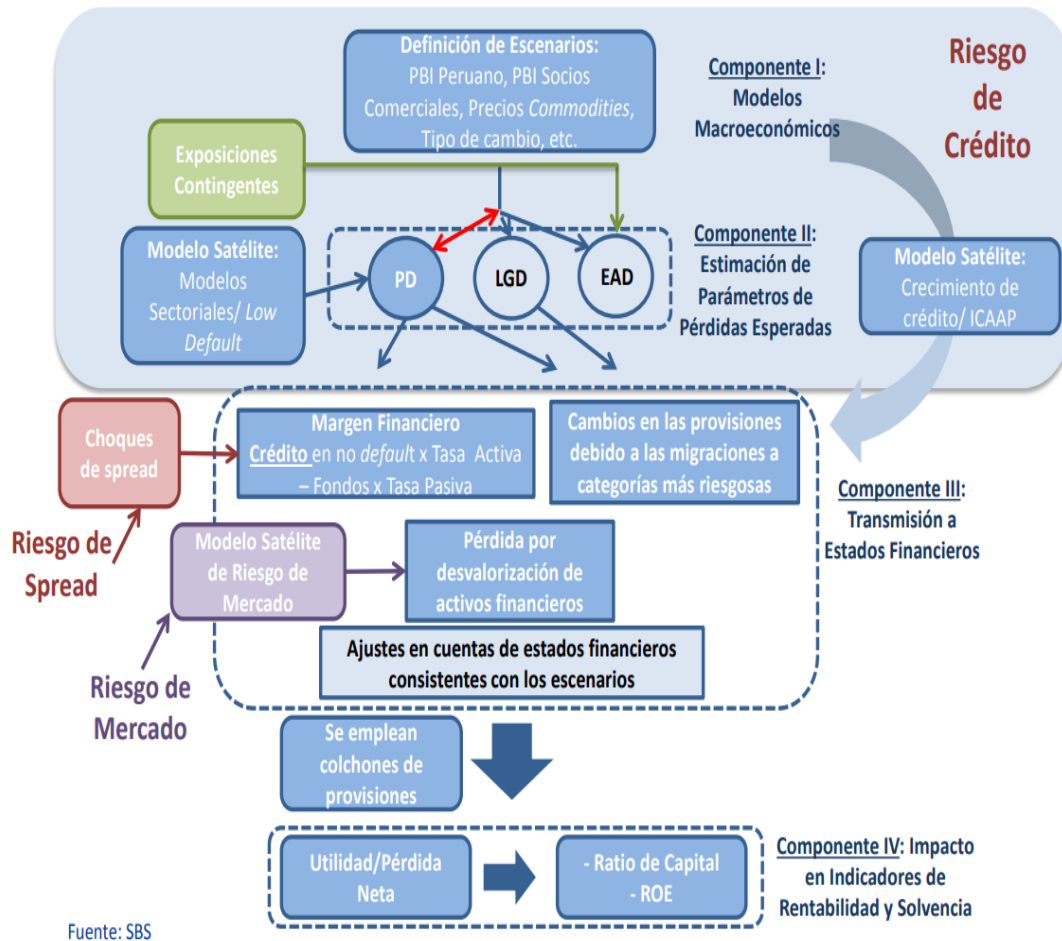 Definición de Escenarios:
PBI Peruano, PBI Socios
Comerciales, Precios Commodities,
Tipo de cambio, etc.
Componente I:
Modelos
Macroeconómicos
Riesgo
de
Crédito
Exposiciones
Contingentes
Modelo Satélite:
Modelos
Sectoriales/ Low
Default
PD
LGD
EAD
Componente II:
Estimación de
Parámetros de
Pérdidas Esperadas
Modelo Satélite:
Crecimiento de
crédito/ ICAAP
Choques
de spread
Margen Financiero
Crédito en no default x Tasa Activa
– Fondos x Tasa Pasiva
Cambios en las provisiones
debido a las migraciones a
categorías más riesgosas
Componente III:
Transmisión a
Estados Financieros
Riesgo de
Spread
Modelo Satélite
de Riesgo de
Mercado
Pérdida por
desvalorización de
activos financieros
Riesgo de
Mercado
Ajustes en cuentas de estados financieros
consistentes con los escenarios
Se emplean
colchones de
provisiones
Utilidad/Pérdida
Neta
- Ratio de Capital
- ROE
Componente IV: Impacto
en Indicadores de
Rentabilidad y Solvencia
Fuente: SBS